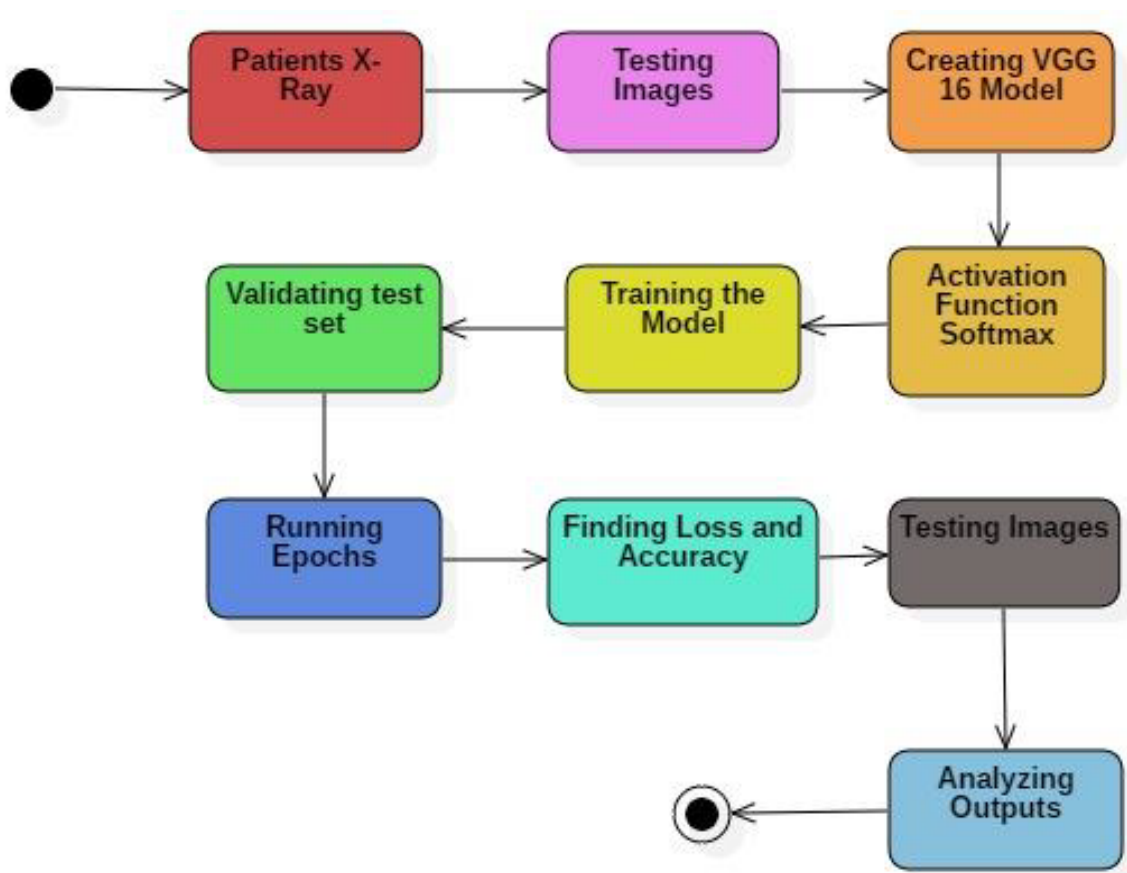 Patients X-
Ray
Testing
Images
Creating VGG
16 Model
Activation
Function
Softmax
Training the
Model
Validating test
set
Running
Epochs
Finding Loss and
Accuracy
Testing Images
Analyzing
Outputs